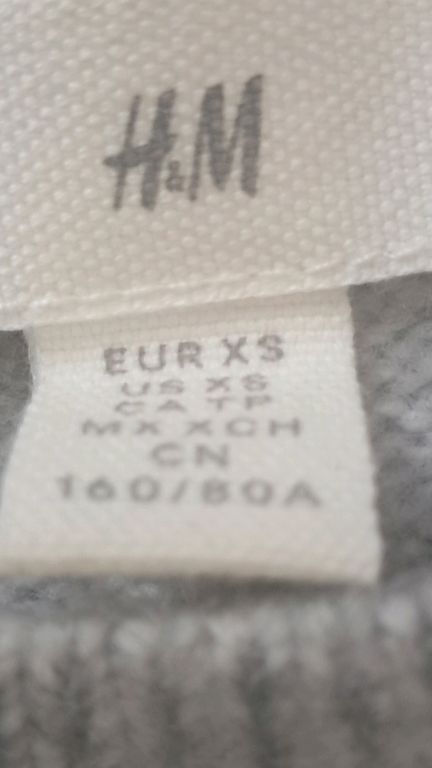 H&M
EUR XS
US XS
CA TP
MX XCH
CN
160/80A